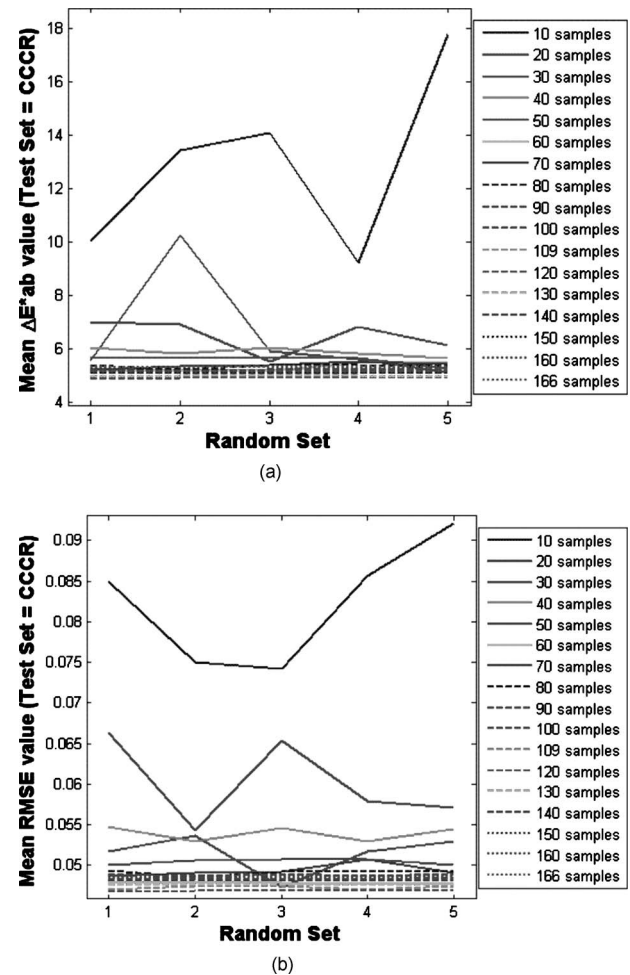 18
16
14
12
10
8
6
4
1 2 3 4 5
Mean ΔE*ab value (Test Set = CCCR)
Random Set
10 samples
20 samples
30 samples
40 samples
50 samples
60 samples
70 samples
80 samples
90 samples
100 samples
109 samples
120 samples
130 samples
140 samples
150 samples
160 samples
166 samples
(a)
0.09
0.085
0.08
0.075
0.07
0.065
0.06
0.055
0.05
1 2 3 4 5
Mean RMSE value (Test Set = CCCR)
Random Set
10 samples
20 samples
30 samples
40 samples
50 samples
60 samples
70 samples
80 samples
90 samples
100 samples
109 samples
120 samples
130 samples
140 samples
150 samples
160 samples
166 samples
(b)